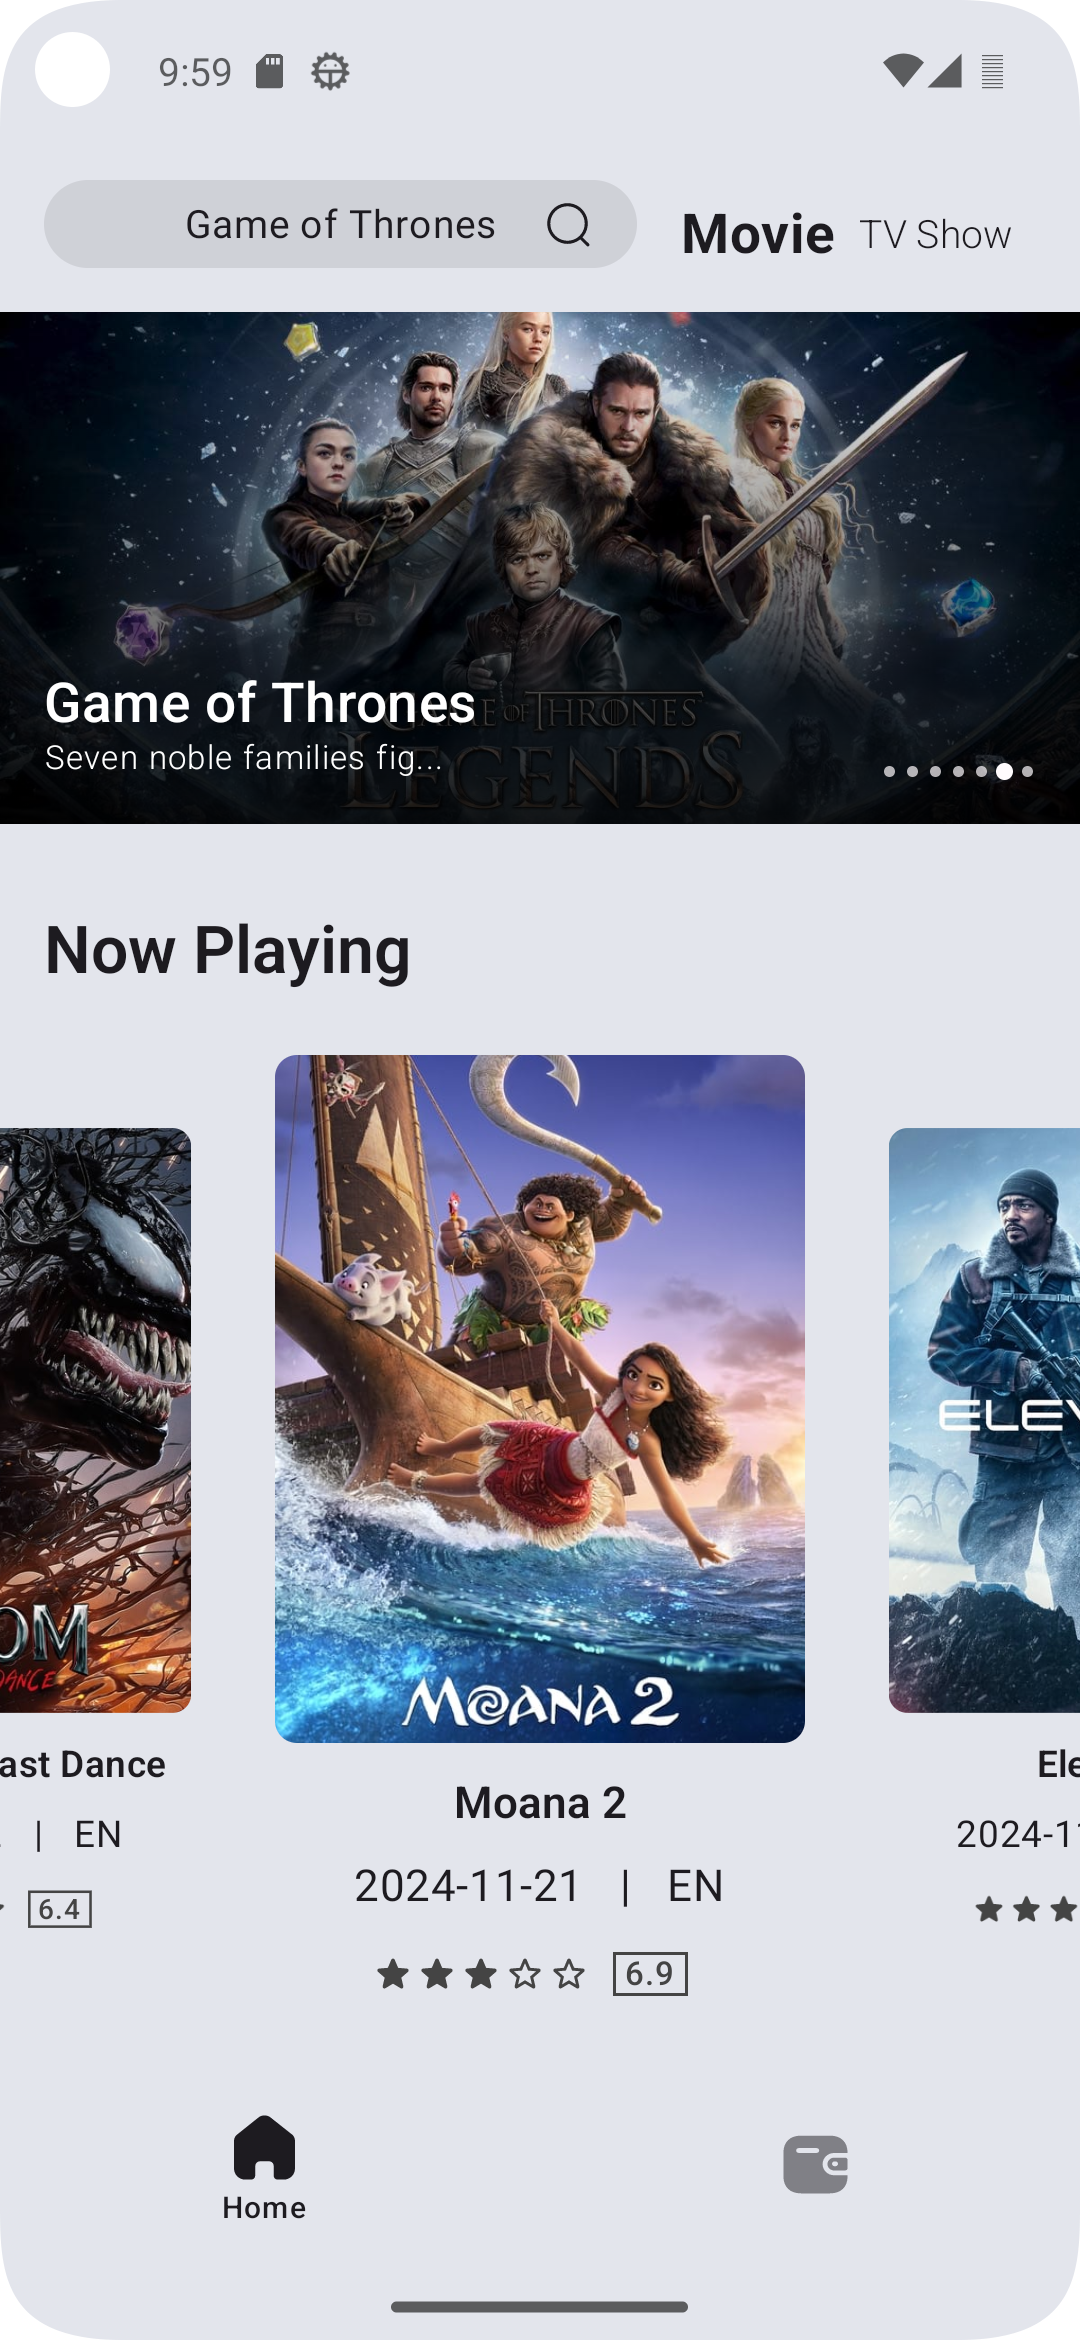 9:59
Game of Thrones
Movie TV Show
GAME OF THRONES
LEGENDS
Game of Thrones
Seven noble families fig...
Now Playing
OM
DANCE
ELEV
MOANA 2
ast Dance
Moana 2
Ele
| EN
2024-11-21 | EN
2024-11
6.4
6.9
Home